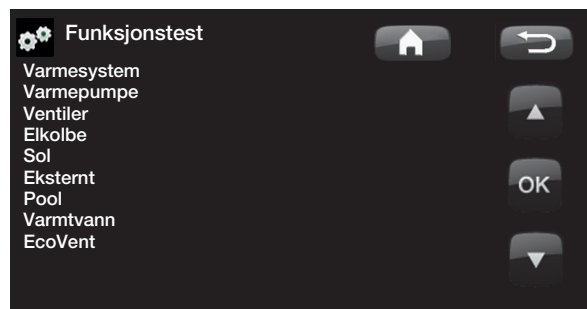 Funksjonstest
Varmesystem
Varmepumpe
Ventiler
Elkolbe
Sol
Eksternt
Pool
Varmtvann
EcoVent
OK